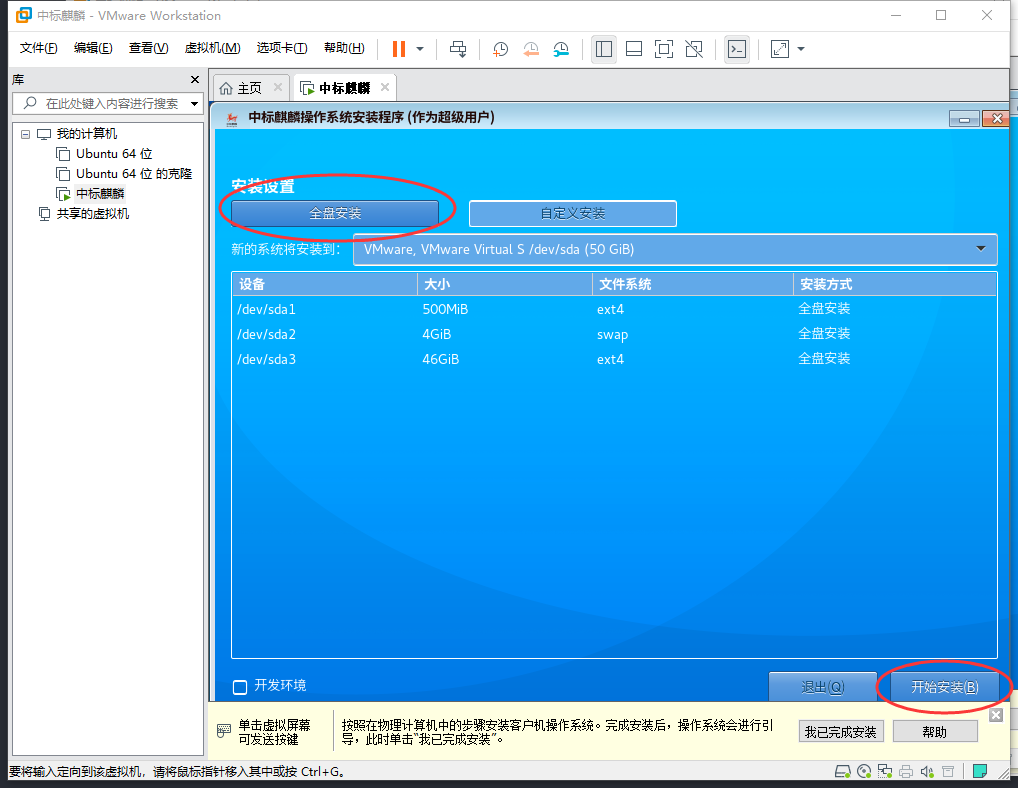 中标麒麟 - VMware Workstation
文件(F) 编辑(E) 查看(V) 虚拟机(M) 选项卡(T) 帮助(H)
库
在此处键入内容进行搜索
我的计算机
Ubuntu 64 位
Ubuntu 64 位 的克隆
中标麒麟
共享的虚拟机
主页
中标麒麟
中标麒麟操作系统安装程序 (作为超级用户)
安装设置
全盘安装
自定义安装
新的系统将安装到:
VMware, VMware Virtual S /dev/sda (50 GiB)
设备 大小 文件系统 安装方式
/dev/sda1 500MiB ext4 全盘安装
/dev/sda2 4GiB swap 全盘安装
/dev/sda3 46GiB ext4 全盘安装
开发环境
退出(Q)
开始安装(B)
单击虚拟屏幕
可发送按键
按照在物理计算机中的步骤安装客户机操作系统。完成安装后，操作系统会进行引
导，此时单击“我已完成安装”。
我已完成安装
帮助
要将输入定向到该虚拟机，请将鼠标指针移入其中或按 Ctrl+G。